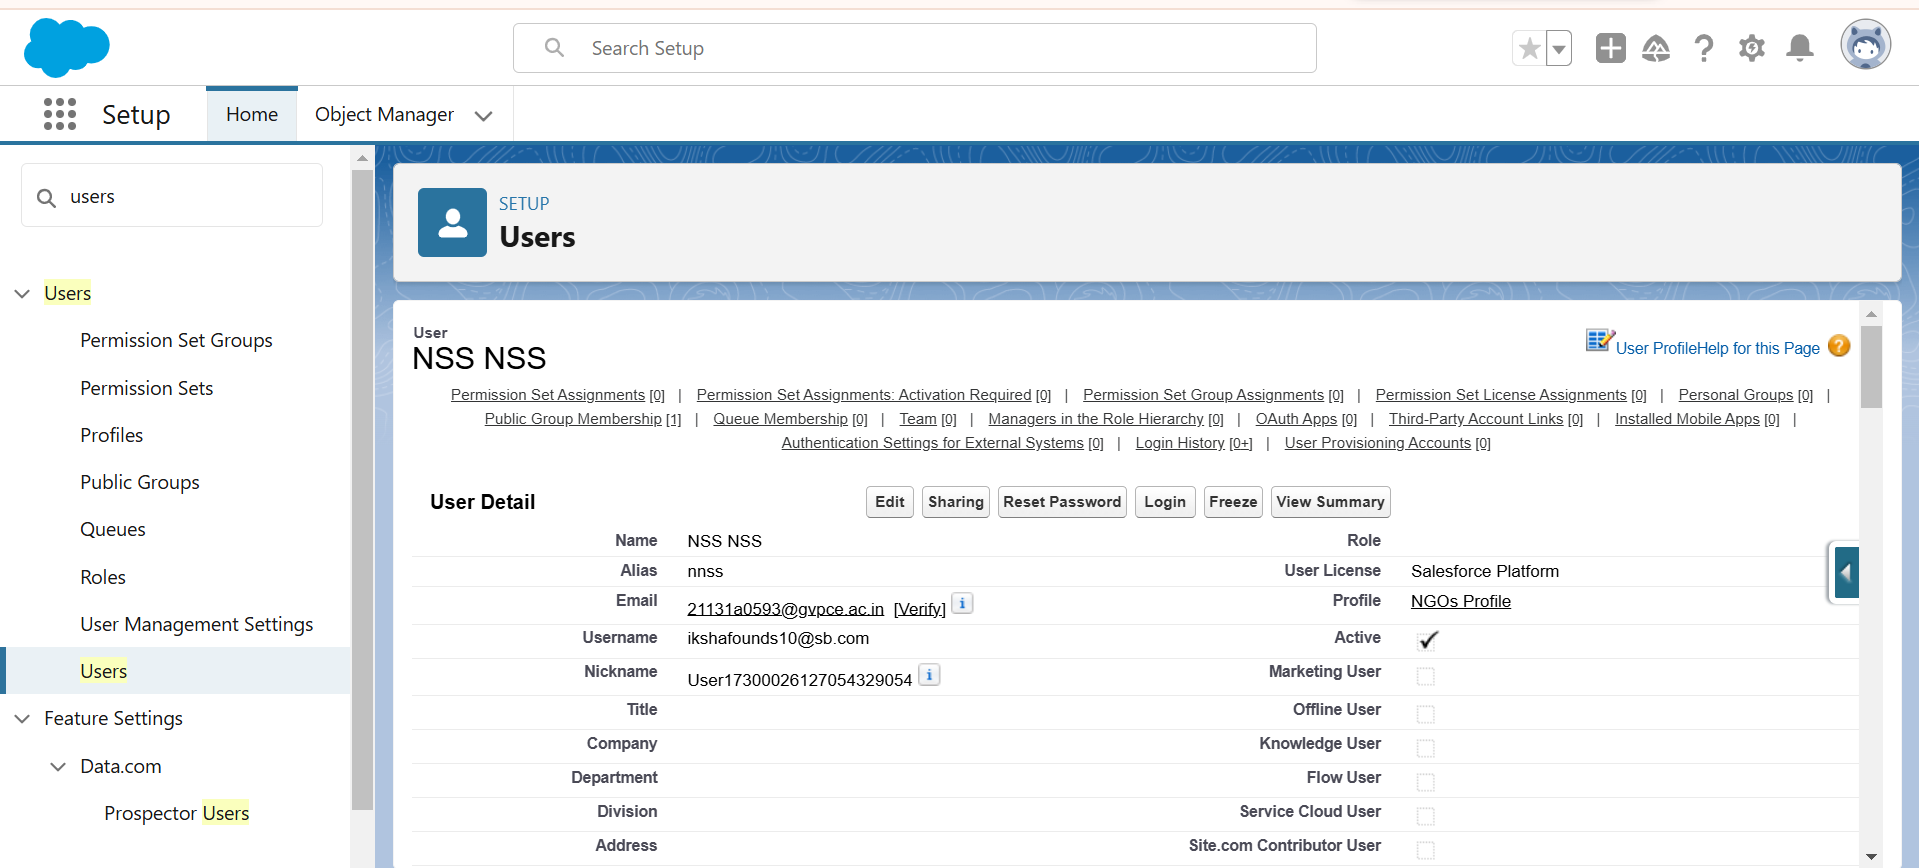 Search Setup
Setup
Home
Object Manager
users
Users
Permission Set Groups
Permission Sets
Profiles
Public Groups
Queues
Roles
User Management Settings
Users
Feature Settings
Data.com
Prospector Users
SETUP
Users
User
NSS NSS
User ProfileHelp for this Page ?
Permission Set Assignments [0] | Permission Set Assignments: Activation Required [0] | Permission Set Group Assignments [0] | Permission Set License Assignments [0] | Personal Groups [0] |
Public Group Membership [1] | Queue Membership [0] | Team [0] | Managers in the Role Hierarchy [0] | OAuth Apps [0] | Third-Party Account Links [0] | Installed Mobile Apps [0] |
Authentication Settings for External Systems [0] | Login History [0+] | User Provisioning Accounts [0]
User Detail
Edit Sharing Reset Password Login Freeze View Summary
Name NSS NSS Role
Alias nnss User License Salesforce Platform
Email 21131a0593@gvpce.ac.in [Verify] i Profile NGOs Profile
Username ikshafounds10@sb.com Active
Nickname User17300026127054329054 i Marketing User
Title Offline User
Company Knowledge User
Department Flow User
Division Service Cloud User
Address Site.com Contributor User